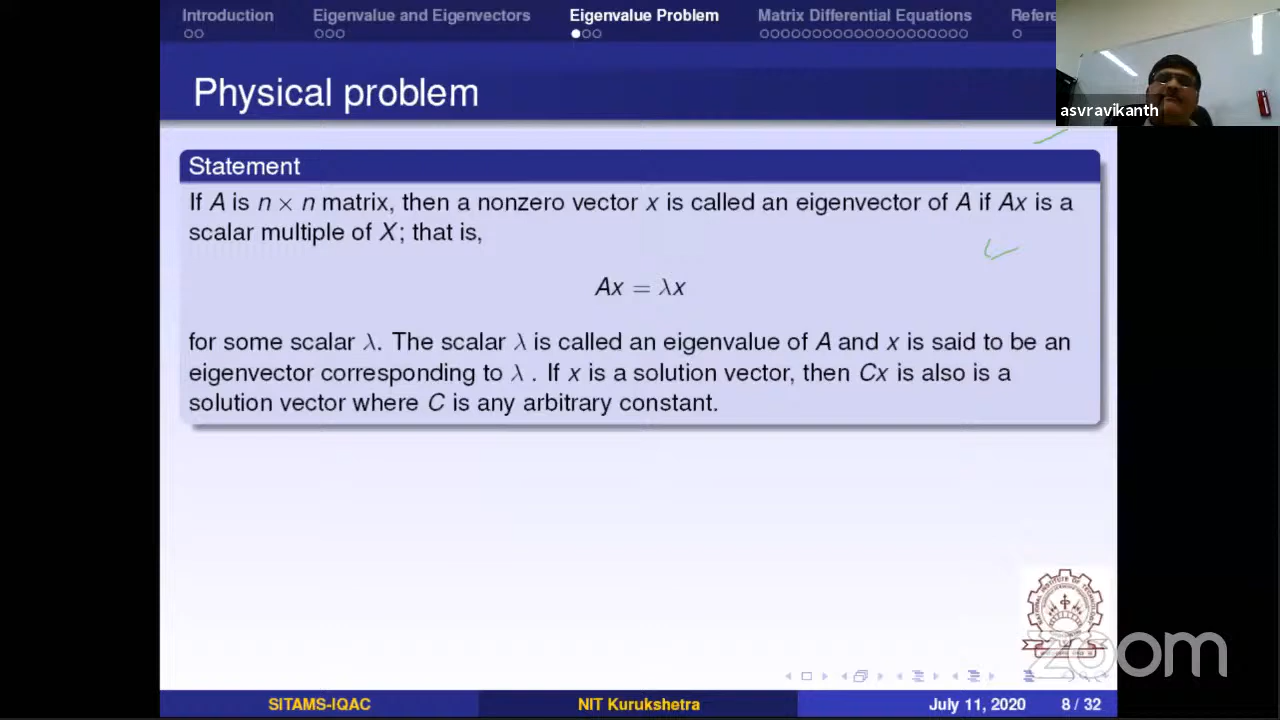 Introduction Eigenvalue and Eigenvectors Eigenvalue Problem Matrix Differential Equations
Physical problem
asvravikanth
Statement
If A is n × n matrix, then a nonzero vector x is called an eigenvector of A if Ax is a
scalar multiple of X; that is,
Ax = λx
for some scalar λ. The scalar λ is called an eigenvalue of A and x is said to be an
eigenvector corresponding to λ . If x is a solution vector, then Cx is also is a
solution vector where C is any arbitrary constant.
zoom
SITAMS-IQAC NIT Kurukshetra July 11, 2020 8 / 32